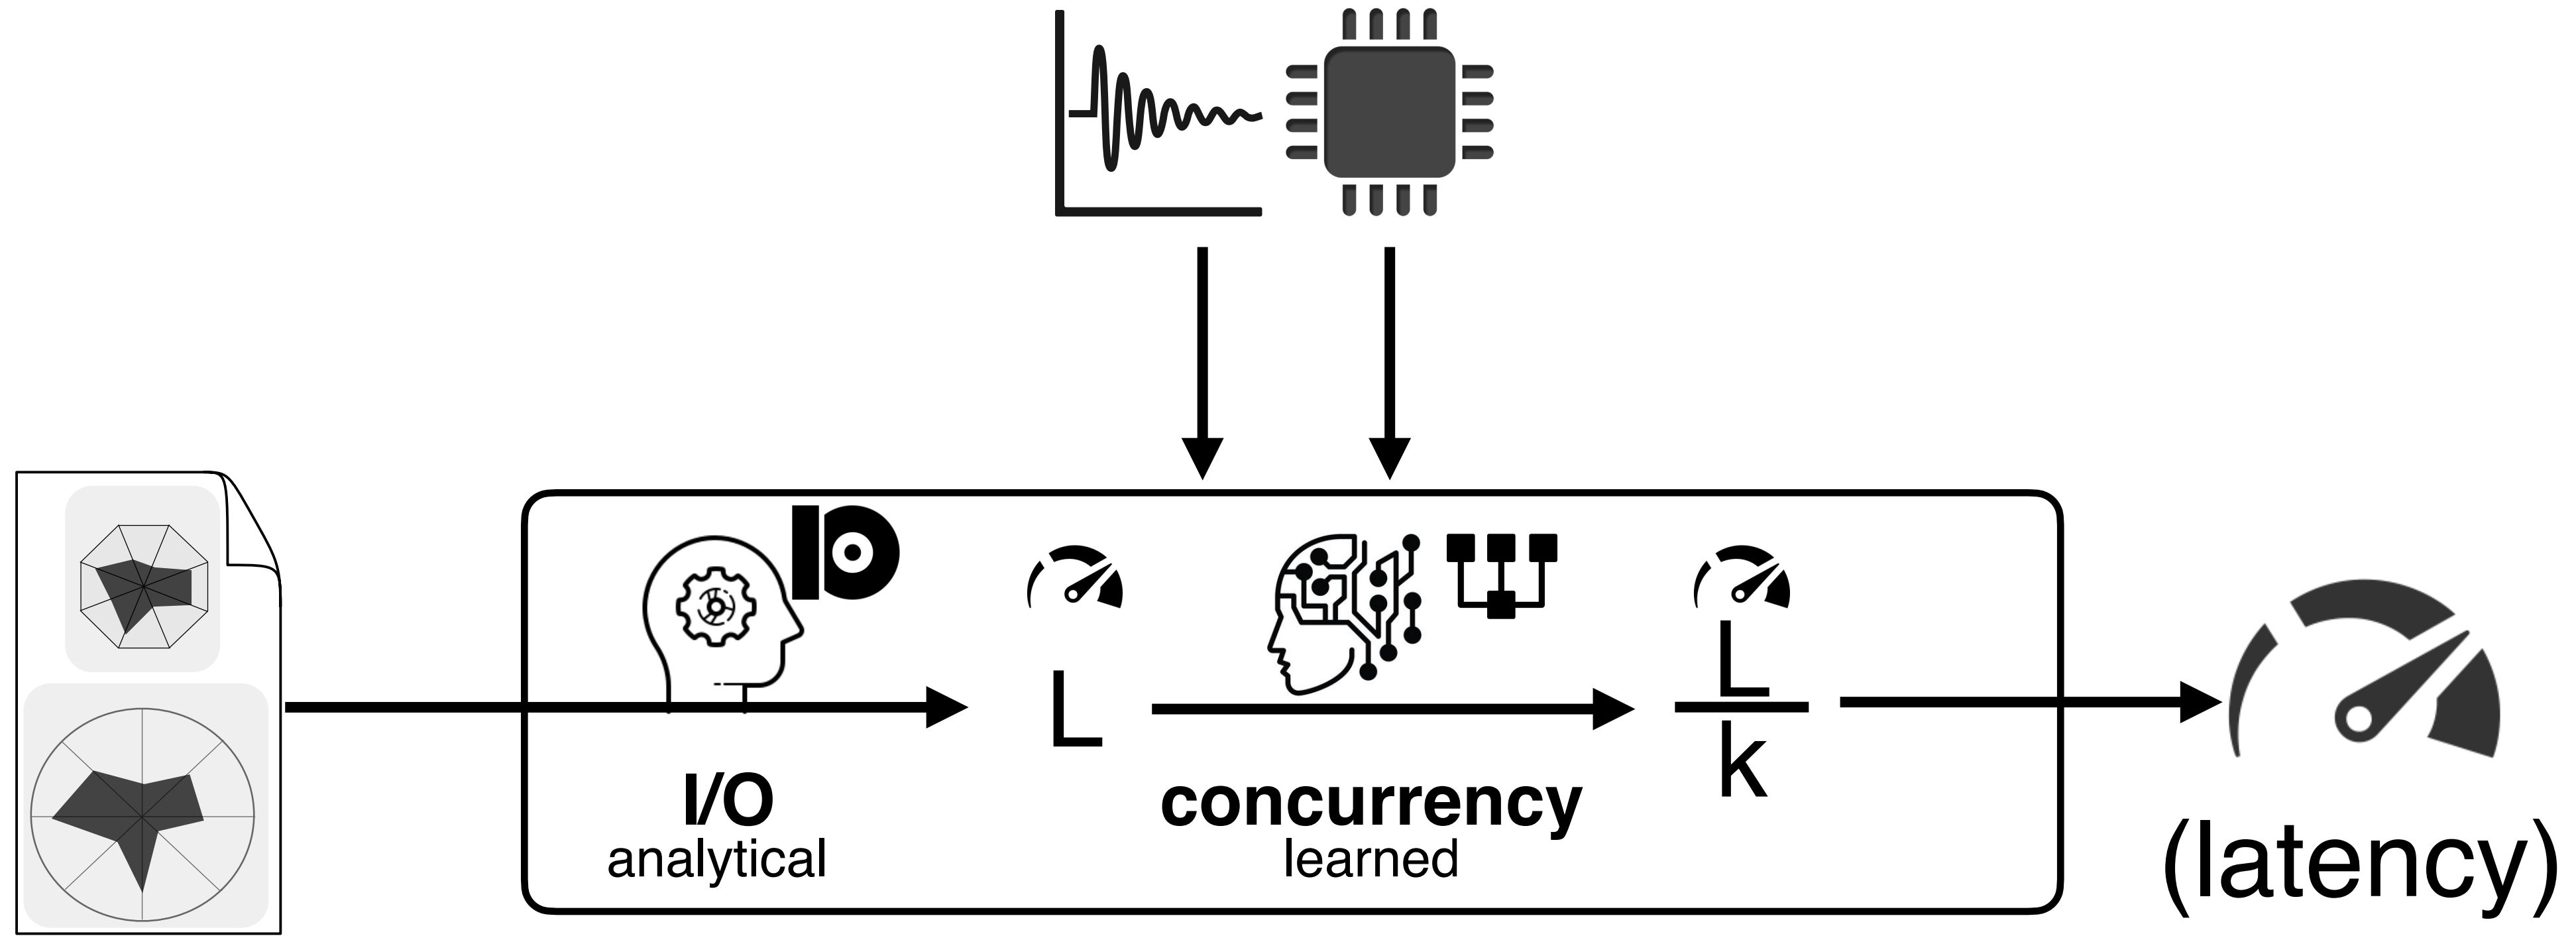 L
L
k
I/O
analytical
concurrency
learned
(latency)